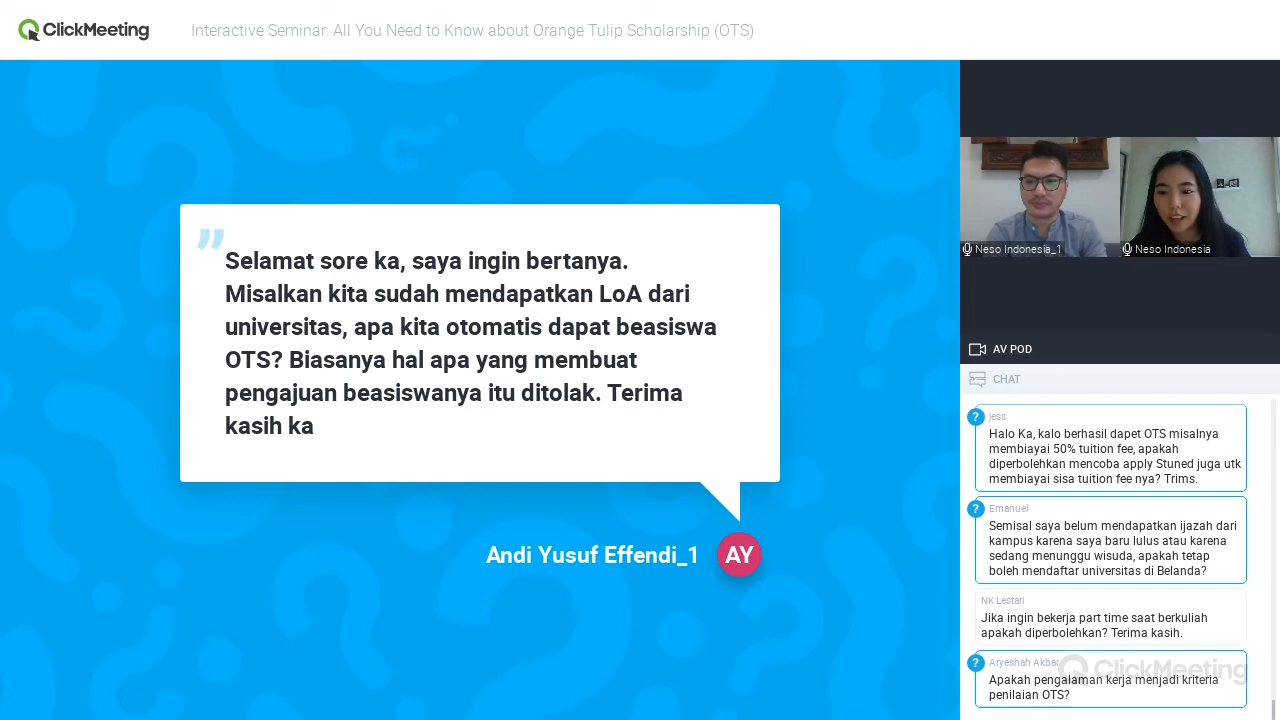 ClickMeeting
Interactive Seminar: All You Need to Know about Orange Tulip Scholarship (OTS)
Selamat sore ka, saya ingin bertanya.
Misalkan kita sudah mendapatkan LoA dari
universitas, apa kita otomatis dapat beasiswa
OTS? Biasanya hal apa yang membuat
pengajuan beasiswanya itu ditolak. Terima
kasih ka
Andi Yusuf Effendi_1
AY
Neso Indonesia_1
Neso Indonesia
AV POD
CHAT
?
jess
Halo Ka, kalo berhasil dapet OTS misalnya
membiayai 50% tuition fee, apakah
diperbolehkan mencoba apply Stuned juga utk
membiayai sisa tuition fee nya? Trims.
?
Emanuel
Semisal saya belum mendapatkan ijazah dari
kampus karena saya baru lulus atau karena
sedang menunggu wisuda, apakah tetap
boleh mendaftar universitas di Belanda?
NK Lestari
Jika ingin bekerja part time saat berkuliah
apakah diperbolehkan? Terima kasih.
?
Aryeshah Akbar
Apakah pengalaman kerja menjadi kriteria
penilaian OTS?
ClickMeeting